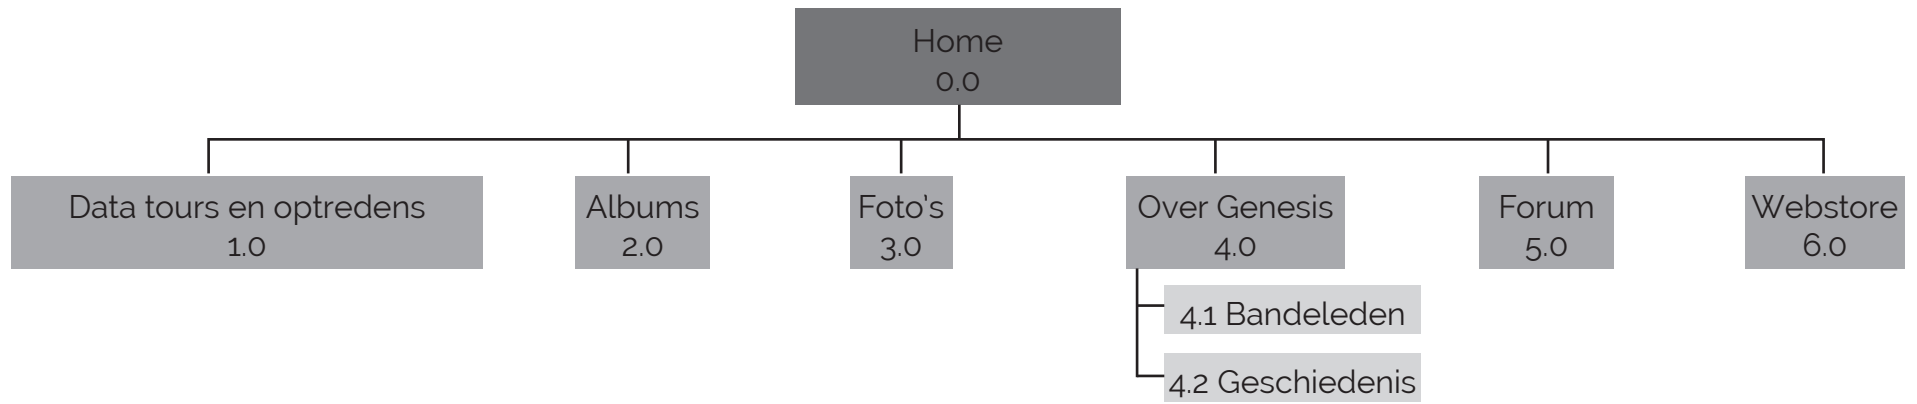 Home
0.0
Data tours en optredens
1.0
Albums
2.0
Foto's
3.0
Over Genesis
4.0
Forum
5.0
Webstore
6.0
4.1 Bandeleden
4.2 Geschiedenis